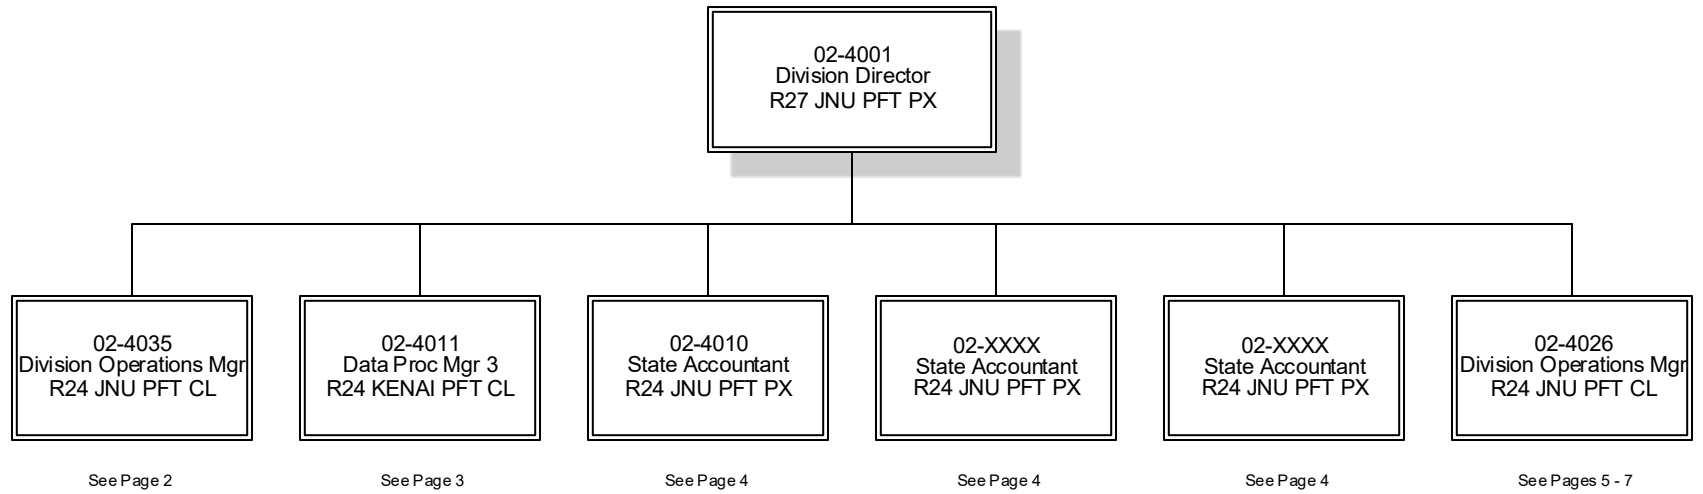 02-4001
Division Director
R27 JNU PFT PX
02-4035
Division Operations Mgr
R24 JNU PFT CL
02-4011
Data Proc Mgr 3
R24 KENAI PFT CL
02-4010
State Accountant
R24 JNU PFT PX
02-XXXX
State Accountant
R24 JNU PFT PX
02-XXXX
State Accountant
R24 JNU PFT PX
02-4026
Division Operations Mgr
R24 JNU PFT CL
See Page 2
See Page 3
See Page 4
See Page 4
See Page 4
See Pages 5 - 7